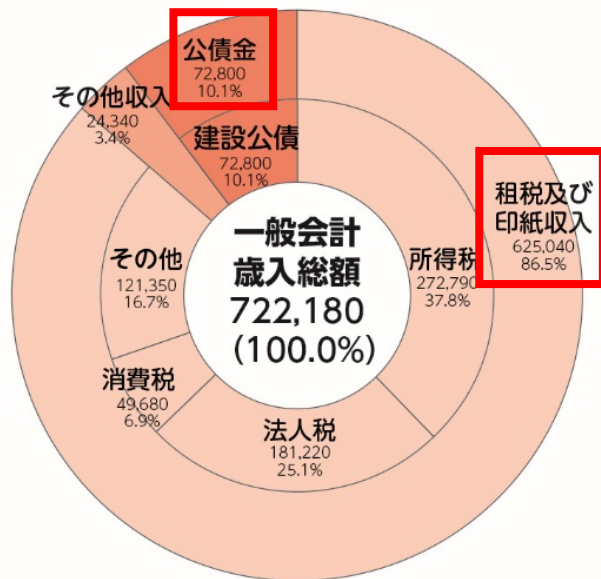 公債金
72,800
10.1%
その他収入
24,340
3.4%
建設公債
72,800
10.1%
租税及び
印紙収入
625,040
86.5%
一般会計
歳入総額
722,180
(100.0%)
所得税
272,790
37.8%
その他
121,350
16.7%
消費税
49,680
6.9%
法人税
181,220
25.1%